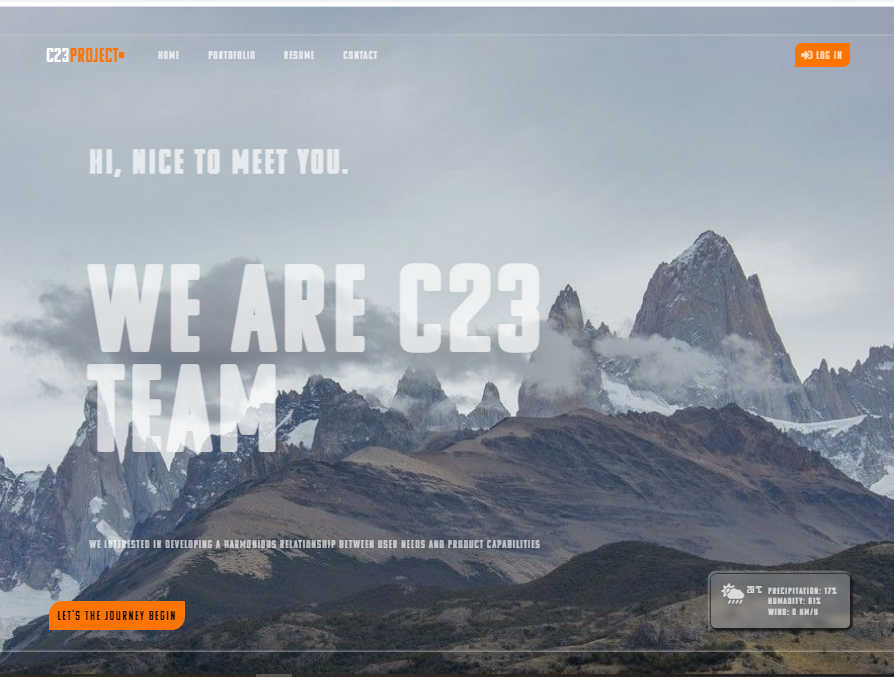 C23PROJECT
HOME
PORTOFOLIO
RESUME
CONTACT
LOG IN
HI, NICE TO MEET YOU.
WE ARE C23
TEAM
WE INTERESTED IN DEVELOPING A HARMONIOUS RELATIONSHIP BETWEEN USER NEEDS AND PRODUCT CAPABILITIES
LET'S THE JOURNEY BEGIN
PRECIPITATION: 17%
HUMADITY: 81%
WIND: 6 KM/H